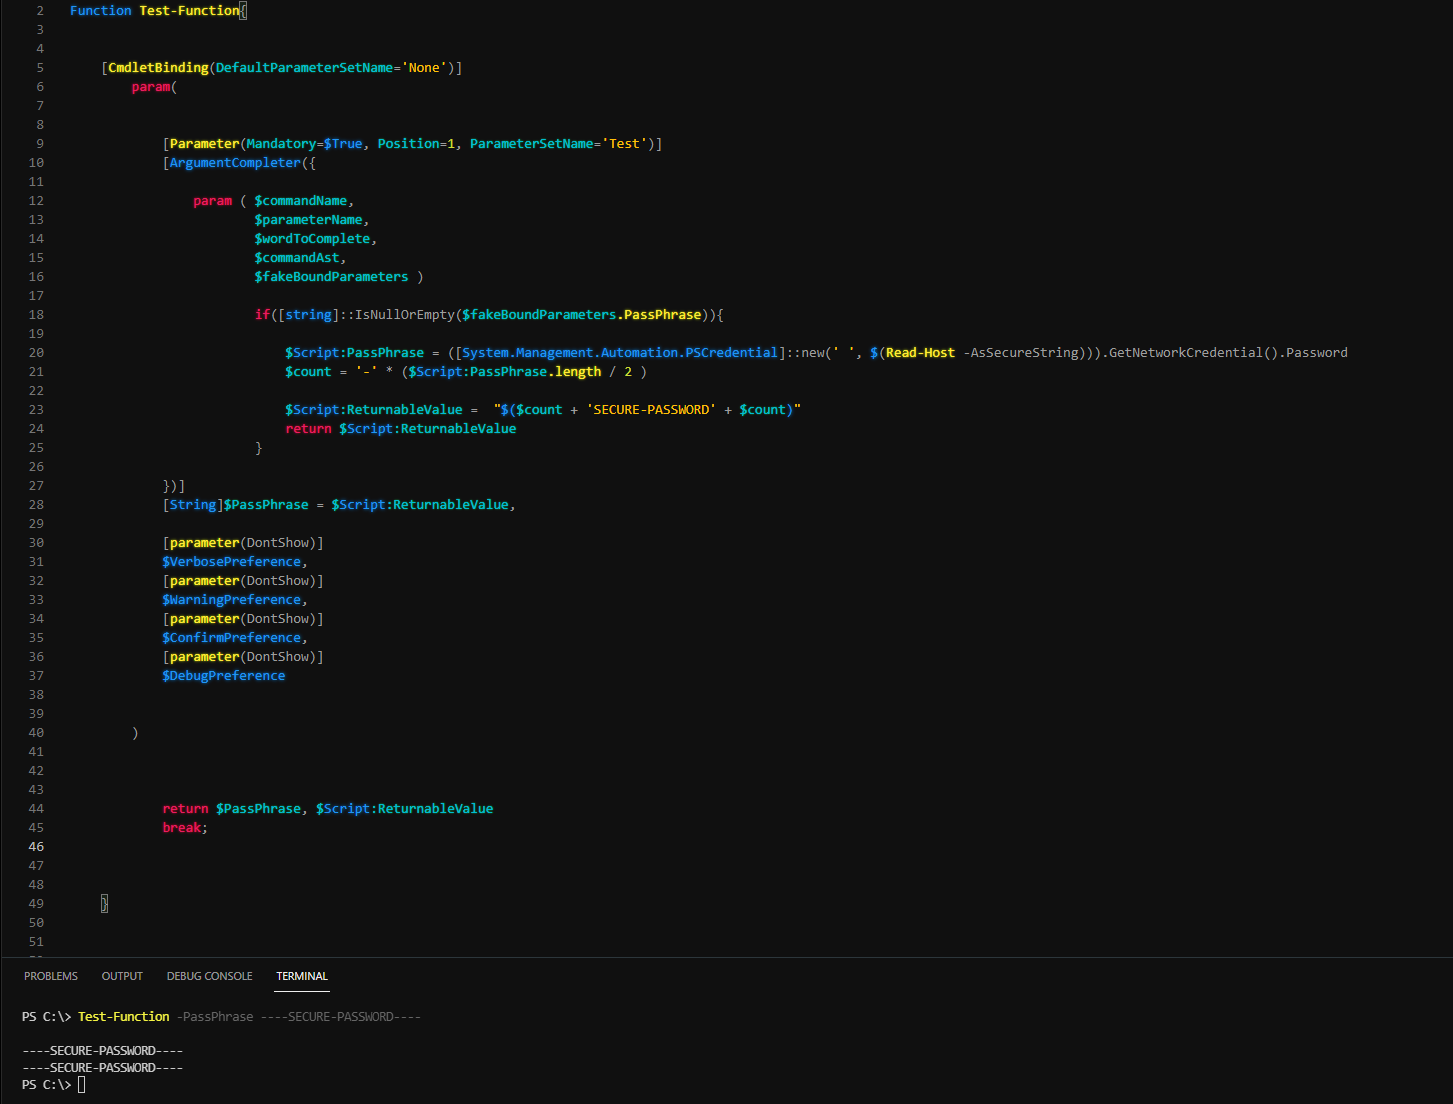 2 Function Test-Function{
3
4
5 [CmdletBinding(DefaultParameterSetName='None')]
6 param(
7
8
9 [Parameter(Mandatory=$True, Position=1, ParameterSetName='Test')]
10 [ArgumentCompleter({
11
12 param ( $commandName,
13 $parameterName,
14 $wordToComplete,
15 $commandAst,
16 $fakeBoundParameters )
17
18 if([string]::IsNullOrEmpty($fakeBoundParameters.PassPhrase)){
19
20 $Script:PassPhrase = ([System.Management.Automation.PSCredential]::new(' ', $(Read-Host -AsSecureString))).GetNetworkCredential().Password
21 $count = '-' * ($Script:PassPhrase.length / 2 )
22
23 $Script:ReturnableValue = "$($count + 'SECURE-PASSWORD' + $count)"
24 return $Script:ReturnableValue
25 }
26
27 })]
28 [String]$PassPhrase = $Script:ReturnableValue,
29
30 [parameter(DontShow)]
31 $VerbosePreference,
32 [parameter(DontShow)]
33 $WarningPreference,
34 [parameter(DontShow)]
35 $ConfirmPreference,
36 [parameter(DontShow)]
37 $DebugPreference
38
39
40 )
41
42
43
44 return $PassPhrase, $Script:ReturnableValue
45 break;
46
47
48
49 }
50
51
PROBLEMS OUTPUT DEBUG CONSOLE TERMINAL
PS C:\> Test-Function -PassPhrase ----SECURE-PASSWORD----
----SECURE-PASSWORD----
----SECURE-PASSWORD----
PS C:\>